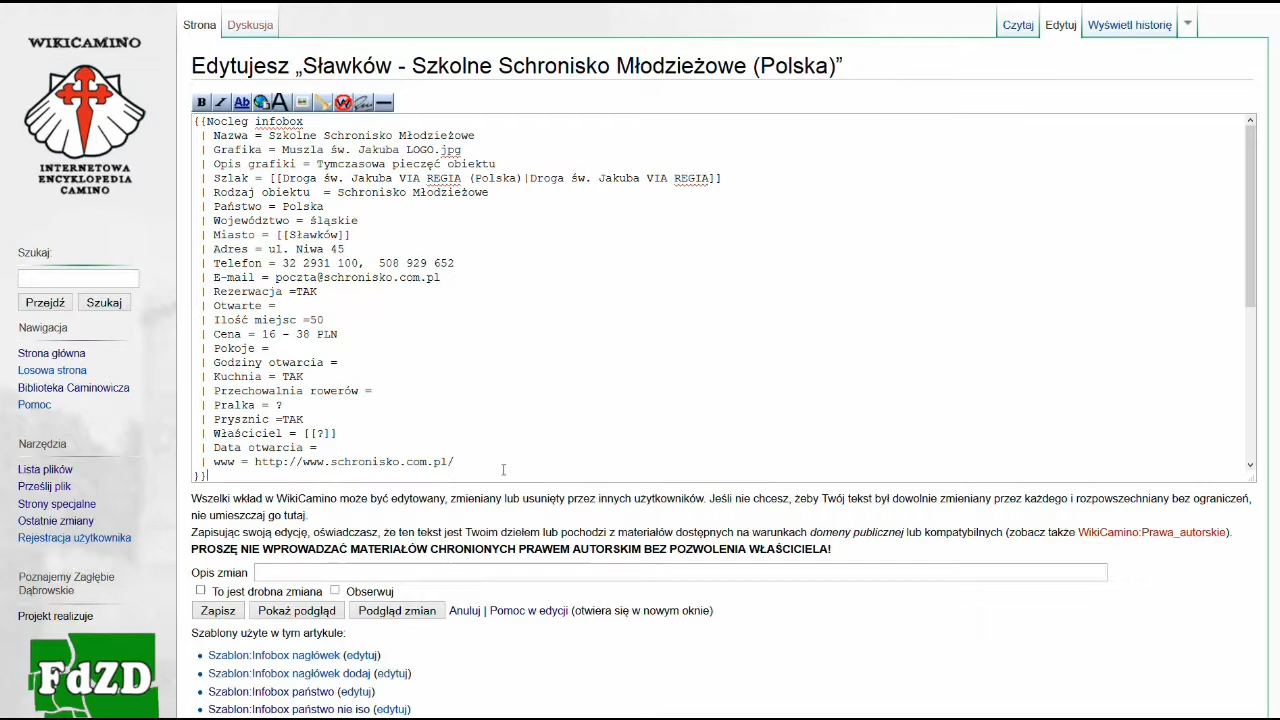 WIKICAMINO
INTERNETOWA
ENCYKLOPEDIA
CAMINO
Szukaj:
Przejdź Szukaj
Nawigacja
Strona główna
Losowa strona
Biblioteka Caminowicza
Pomoc
Narzędzia
Lista plików
Prześlij plik
Strony specjalne
Ostatnie zmiany
Rejestracja użytkownika
Poznajemy Zagłębie
Dąbrowskie
Projekt realizuje
FdZD
Strona Dyskusja Czytaj Edytuj Wyświetl historię
Edytujesz „Sławków - Szkolne Schronisko Młodzieżowe (Polska)”
B I Ab A
{{Nocleg infobox
| Nazwa = Szkolne Schronisko Młodzieżowe
| Grafika = Muszla św. Jakuba LOGO.jpg
| Opis grafiki = Tymczasowa pieczęć obiektu
| Szlak = [[Droga św. Jakuba VIA REGIA (Polska)|Droga św. Jakuba VIA REGIA]]
| Rodzaj obiektu  = Schronisko Młodzieżowe
| Państwo = Polska
| Województwo = śląskie
| Miasto = [[Sławków]]
| Adres = ul. Niwa 45
| Telefon = 32 2931 100,  508 929 652
| E-mail = poczta@schronisko.com.pl
| Rezerwacja =TAK
| Otwarte =
| Ilość miejsc =50
| Cena = 16 - 38 PLN
| Pokoje =
| Godziny otwarcia =
| Kuchnia = TAK
| Przechowalnia rowerów =
| Pralka = ?
| Prysznic =TAK
| Właściciel = [[?]]
| Data otwarcia =
| www = http://www.schronisko.com.pl/
}}
Wszelki wkład w WikiCamino może być edytowany, zmieniany lub usunięty przez innych użytkowników. Jeśli nie chcesz, żeby Twój tekst był dowolnie zmieniany przez każdego i rozpowszechniany bez ograniczeń,
nie umieszczaj go tutaj.
Zapisując swoją edycję, oświadczasz, że ten tekst jest Twoim dziełem lub pochodzi z materiałów dostępnych na warunkach domeny publicznej lub kompatybilnych (zobacz także WikiCamino:Prawa_autorskie).
PROSZĘ NIE WPROWADZAĆ MATERIAŁÓW CHRONIONYCH PRAWEM AUTORSKIM BEZ POZWOLENIA WŁAŚCICIELA!
Opis zmian
To jest drobna zmiana Obserwuj
Zapisz Pokaż podgląd Podgląd zmian Anuluj | Pomoc w edycji (otwiera się w nowym oknie)
Szablony użyte w tym artykule:
Szablon:Infobox nagłówek (edytuj)
Szablon:Infobox nagłówek dodaj (edytuj)
Szablon:Infobox państwo (edytuj)
Szablon:Infobox państwo nie iso (edytuj)